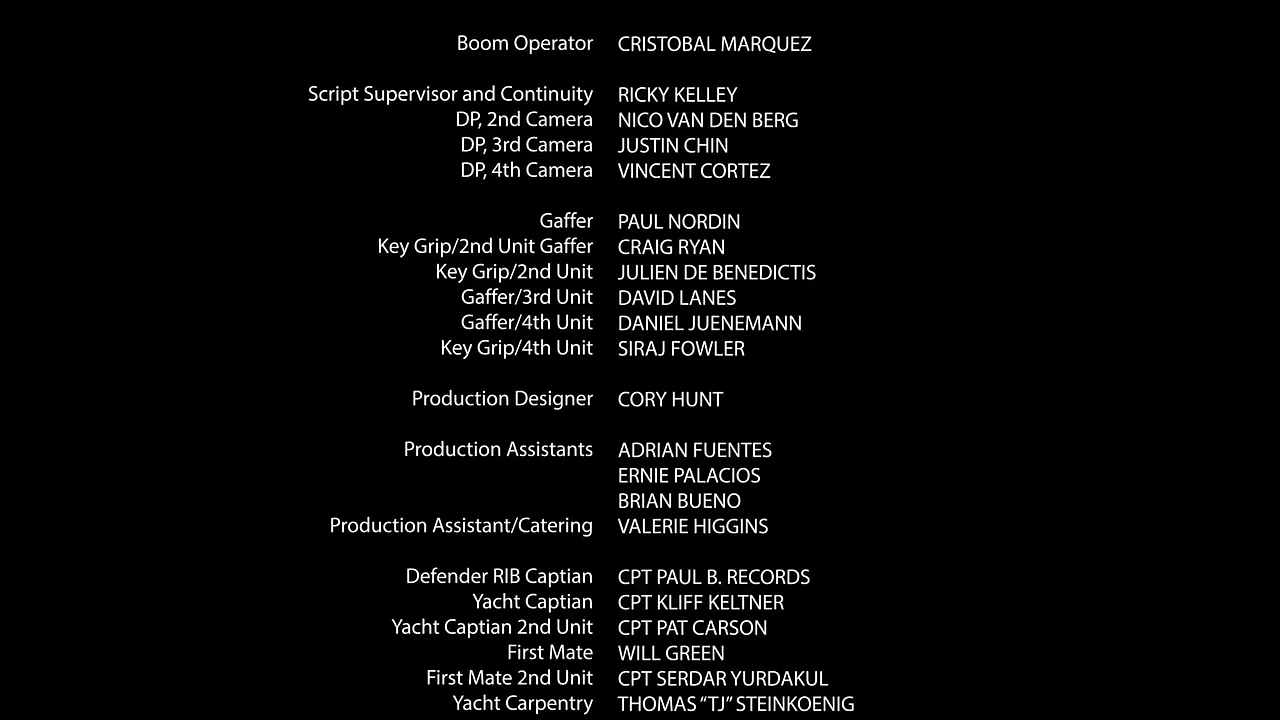 Boom Operator CRISTOBAL MARQUEZ
Script Supervisor and Continuity RICKY KELLEY
DP, 2nd Camera NICO VAN DEN BERG
DP, 3rd Camera JUSTIN CHIN
DP, 4th Camera VINCENT CORTEZ
Gaffer PAUL NORDIN
Key Grip/2nd Unit Gaffer CRAIG RYAN
Key Grip/2nd Unit JULIEN DE BENEDICTIS
Gaffer/3rd Unit DAVID LANES
Gaffer/4th Unit DANIEL JUENEMANN
Key Grip/4th Unit SIRAJ FOWLER
Production Designer CORY HUNT
Production Assistants ADRIAN FUENTES
ERNIE PALACIOS
BRIAN BUENO
Production Assistant/Catering VALERIE HIGGINS
Defender RIB Captian CPT PAUL B. RECORDS
Yacht Captian CPT KLIFF KELTNER
Yacht Captian 2nd Unit CPT PAT CARSON
First Mate WILL GREEN
First Mate 2nd Unit CPT SERDAR YURDAKUL
Yacht Carpentry THOMAS “TJ” STEINKOENIG